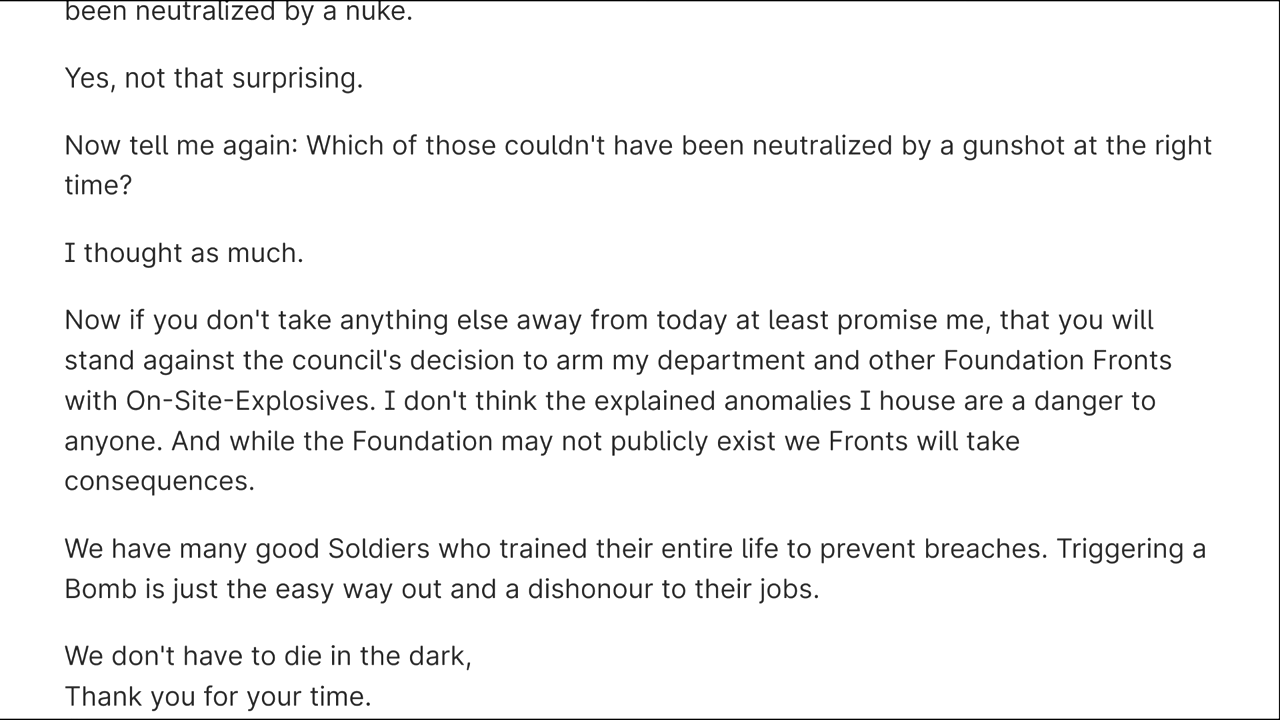 been neutralized by a nuke.
Yes, not that surprising.
Now tell me again: Which of those couldn't have been neutralized by a gunshot at the right
time?
I thought as much.
Now if you don't take anything else away from today at least promise me, that you will
stand against the council's decision to arm my department and other Foundation Fronts
with On-Site-Explosives. I don't think the explained anomalies I house are a danger to
anyone. And while the Foundation may not publicly exist we Fronts will take
consequences.
We have many good Soldiers who trained their entire life to prevent breaches. Triggering a
Bomb is just the easy way out and a dishonour to their jobs.
We don't have to die in the dark,
Thank you for your time.